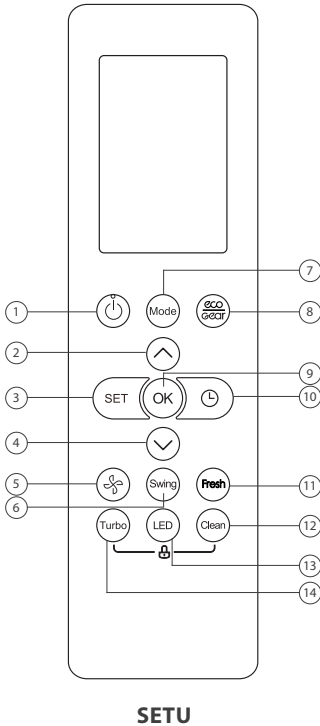 7
1 Mode eco Gear 8
2
9
3 SET OK 10
4
5 Swing Fresh 11
6
Turbo LED Clean 12
13
14
SETU